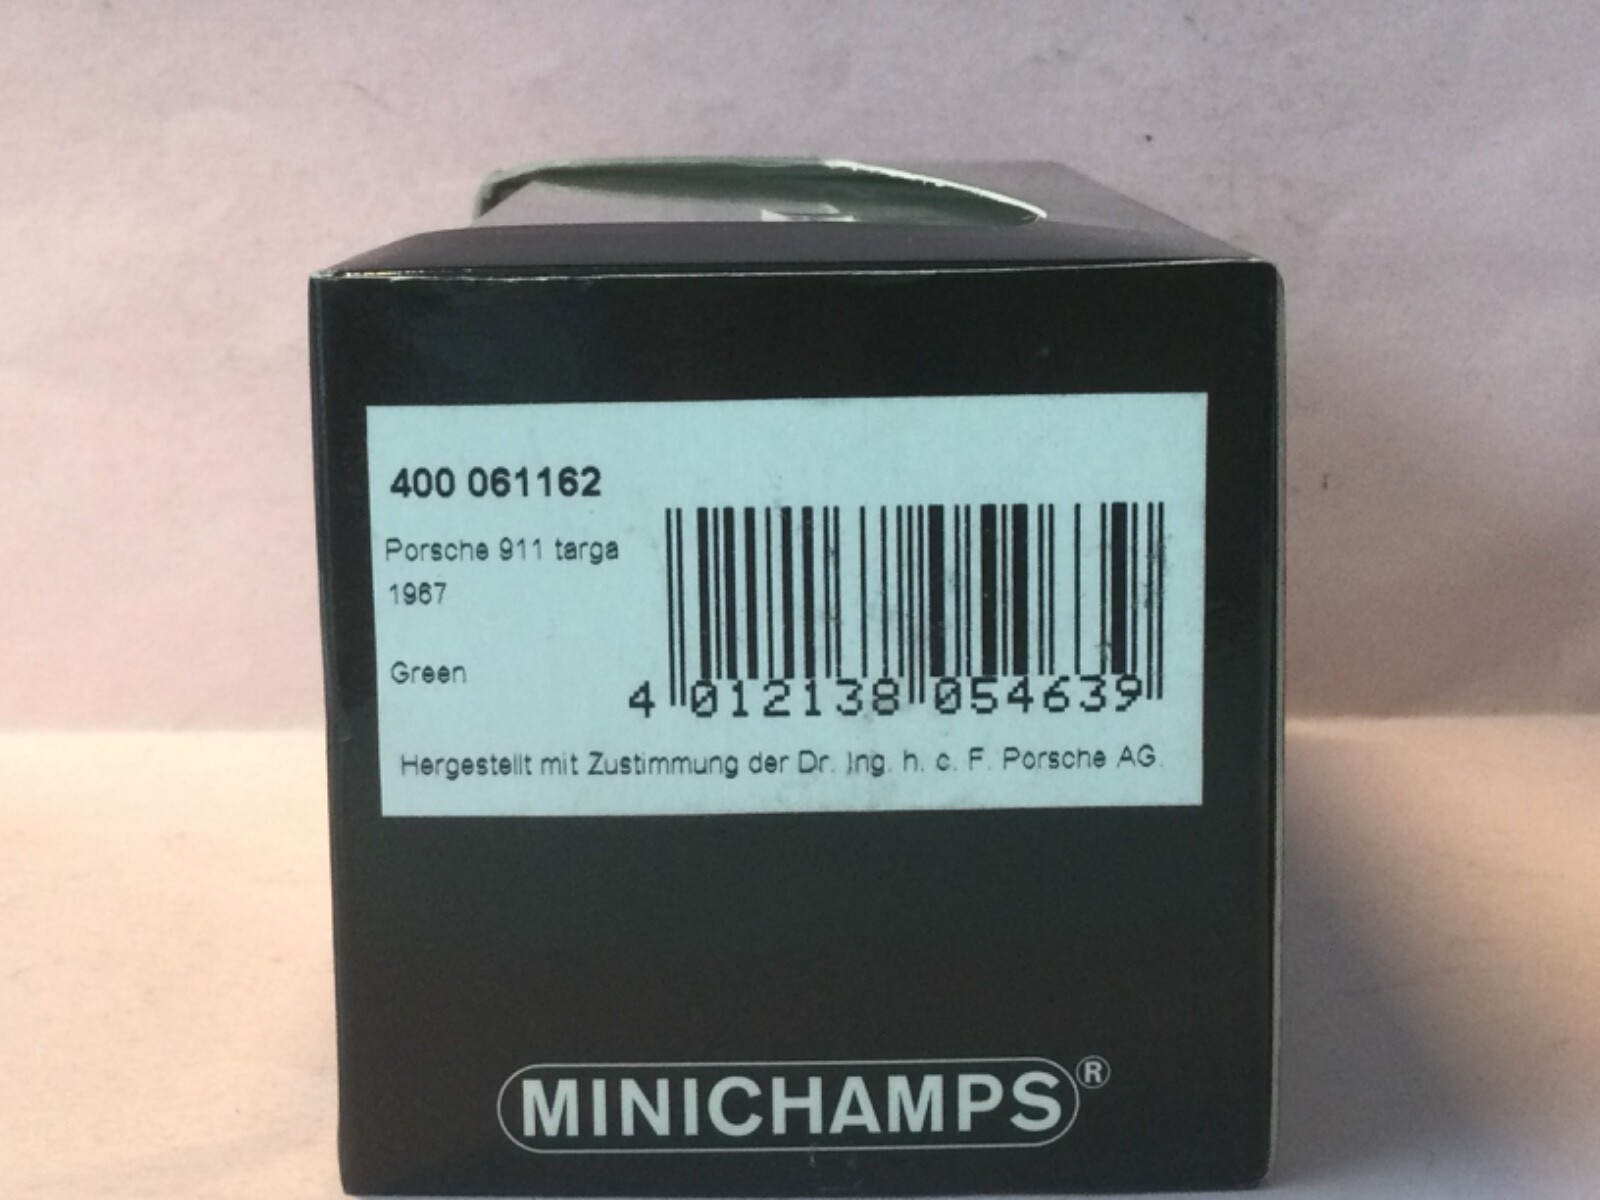 400 061162
Porsche 911 targa
1967
Green
4 012138 054639
Hergestellt mit Zustimmung der Dr. Ing. h. c. F. Porsche AG.
MINICHAMPS®